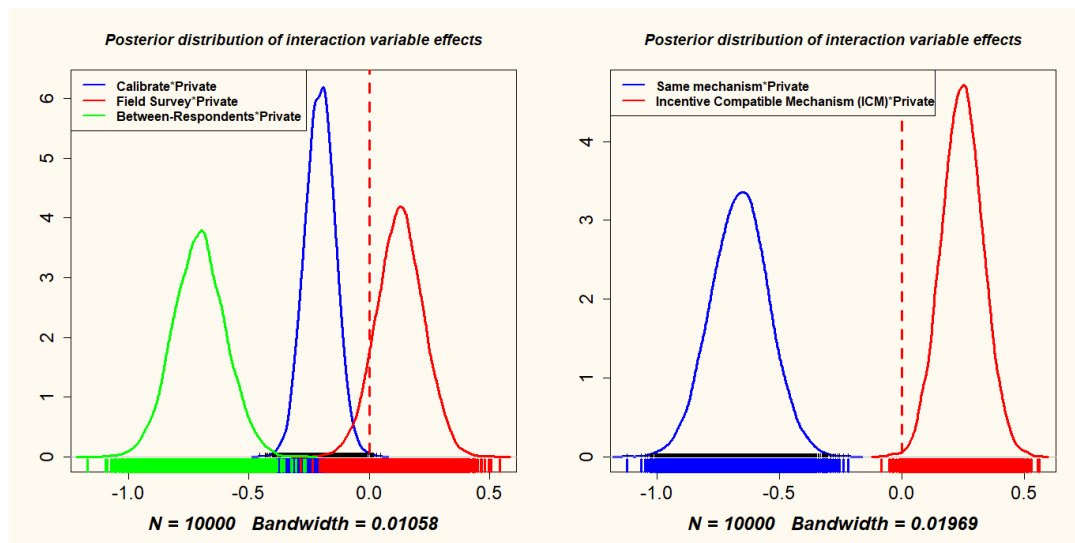 Posterior distribution of interaction variable effects
Calibrate*Private
Field Survey*Private
Between-Respondents*Private
6
5
4
3
2
1
0
-1.0
-0.5
0.0
0.5
N = 10000 Bandwidth = 0.01058
Posterior distribution of interaction variable effects
Same mechanism*Private
Incentive Compatible Mechanism (ICM)*Private
4
3
2
1
0
-1.0
-0.5
0.0
0.5
N = 10000 Bandwidth = 0.01969